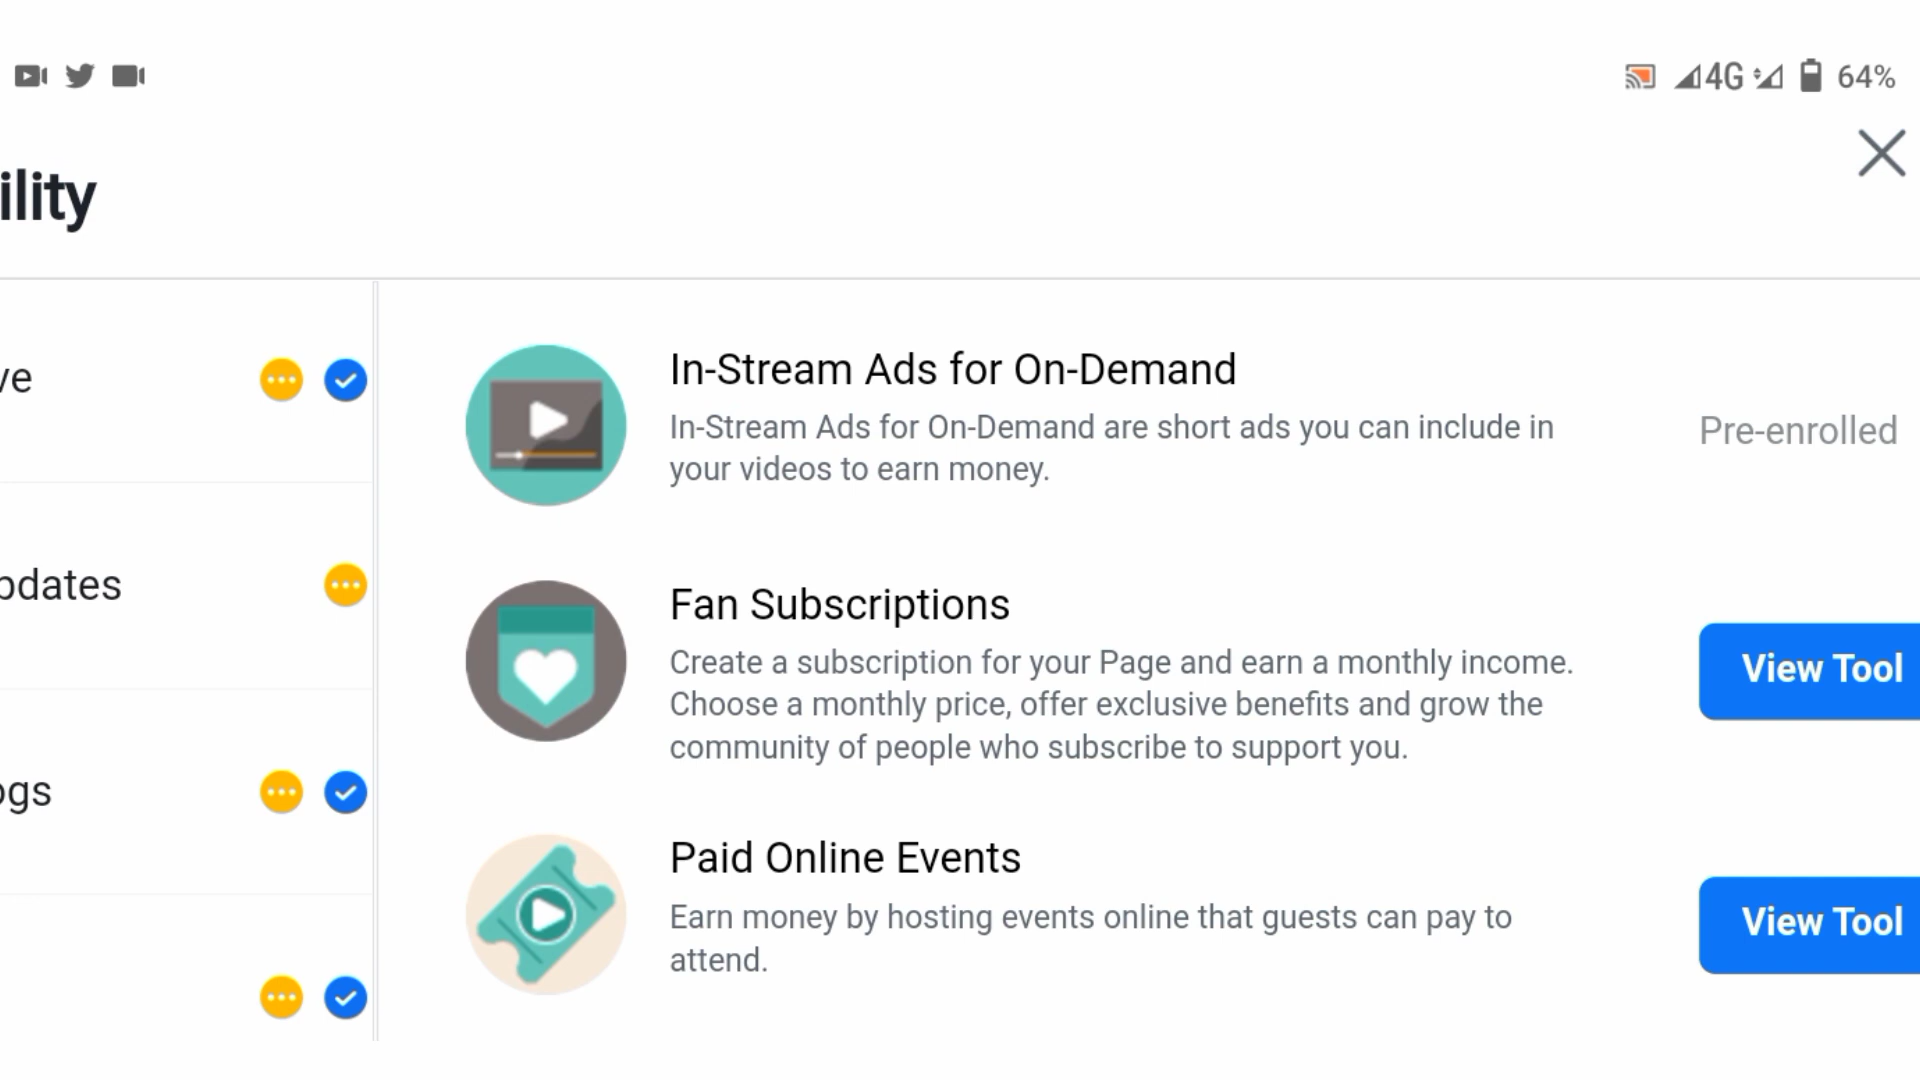 4G 64%
ility
ve
In-Stream Ads for On-Demand
In-Stream Ads for On-Demand are short ads you can include in
your videos to earn money.
Pre-enrolled
pdates
Fan Subscriptions
Create a subscription for your Page and earn a monthly income.
Choose a monthly price, offer exclusive benefits and grow the
community of people who subscribe to support you.
View Tool
ogs
Paid Online Events
Earn money by hosting events online that guests can pay to
attend.
View Tool